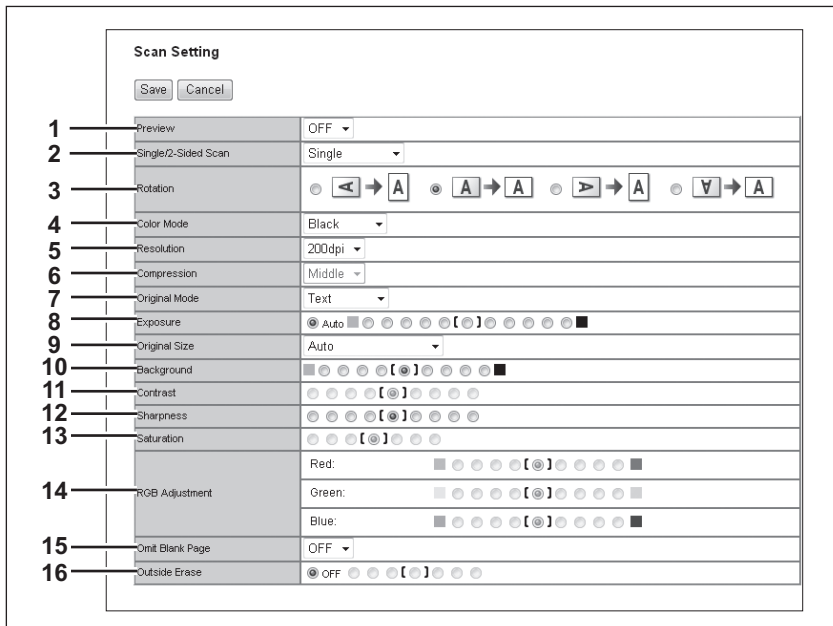 Scan Setting
Save Cancel
1 Preview OFF
2 Single/2-Sided Scan Single
3 Rotation A A A A A A A A
4 Color Mode Black
5 Resolution 200dpi
6 Compression Middle
7 Original Mode Text
8 Exposure Auto [ ]
9 Original Size Auto
10 Background [ ]
11 Contrast [ ]
12 Sharpness [ ]
13 Saturation [ ]
Red: [ ]
14 RGB Adjustment Green: [ ]
Blue: [ ]
15 Omit Blank Page OFF
16 Outside Erase OFF [ ]